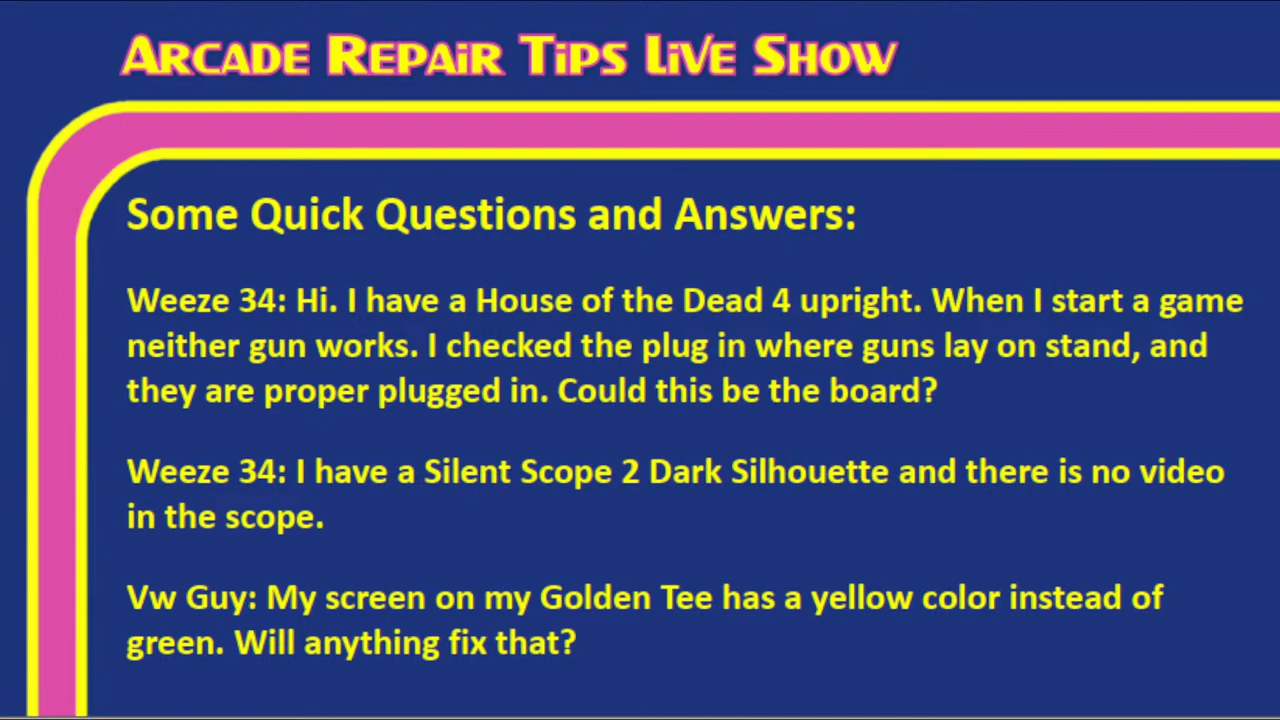 Arcade Repair Tips Live Show
Some Quick Questions and Answers:
Weeze 34: Hi. I have a House of the Dead 4 upright. When I start a game
neither gun works. I checked the plug in where guns lay on stand, and
they are proper plugged in. Could this be the board?
Weeze 34: I have a Silent Scope 2 Dark Silhouette and there is no video
in the scope.
Vw Guy: My screen on my Golden Tee has a yellow color instead of
green. Will anything fix that?